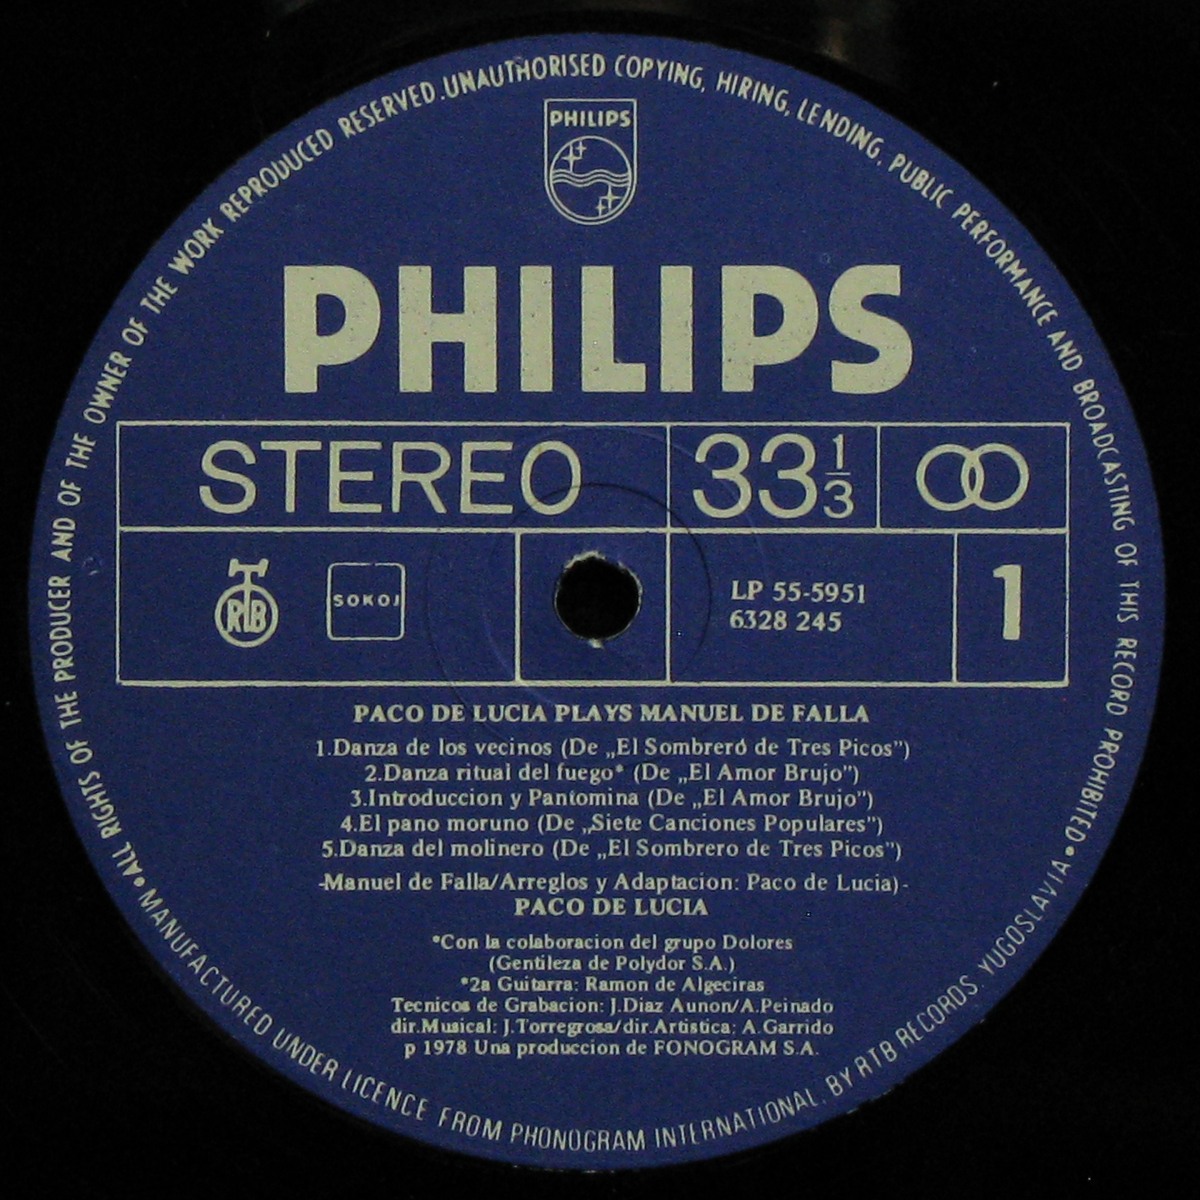 ALL RIGHTS OF THE PRODUCER AND OF THE OWNER OF THE WORK REPRODUCED RESERVED. UNAUTHORISED COPYING, HIRING, LENDING, PUBLIC PERFORMANCE AND BROADCASTING OF THIS RECORD PROHIBITED •
PHILIPS
PHILIPS
STEREO 33 1/3
RTB SOKOJ LP 55-5951 1
6328 245
PACO DE LUCIA PLAYS MANUEL DE FALLA
1.Danza de los vecinos (De „El Sombreró de Tres Picos")
2.Danza ritual del fuego* (De „El Amor Brujo")
3.Introduccion y Pantomina (De „El Amor Brujo")
4.El pano moruno (De „Siete Canciones Populares")
5.Danza del molinero (De „El Sombrero de Tres Picos")
-Manuel de Falla/Arreglos y Adaptacion: Paco de Lucia)-
PACO DE LUCIA
*Con la colaboracion del grupo Dolores
(Gentileza de Polydor S.A.)
*2a Guitarra: Ramon de Algeciras
Tecnicos de Grabacion: J.Diaz Aunon/A.Peinado
dir.Musical: J.Torregrosa/dir.Artistica: A.Garrido
p 1978 Una produccion de FONOGRAM S.A.
• MANUFACTURED UNDER LICENCE FROM PHONOGRAM INTERNATIONAL. BY RTB RECORDS. YUGOSLAVIA •